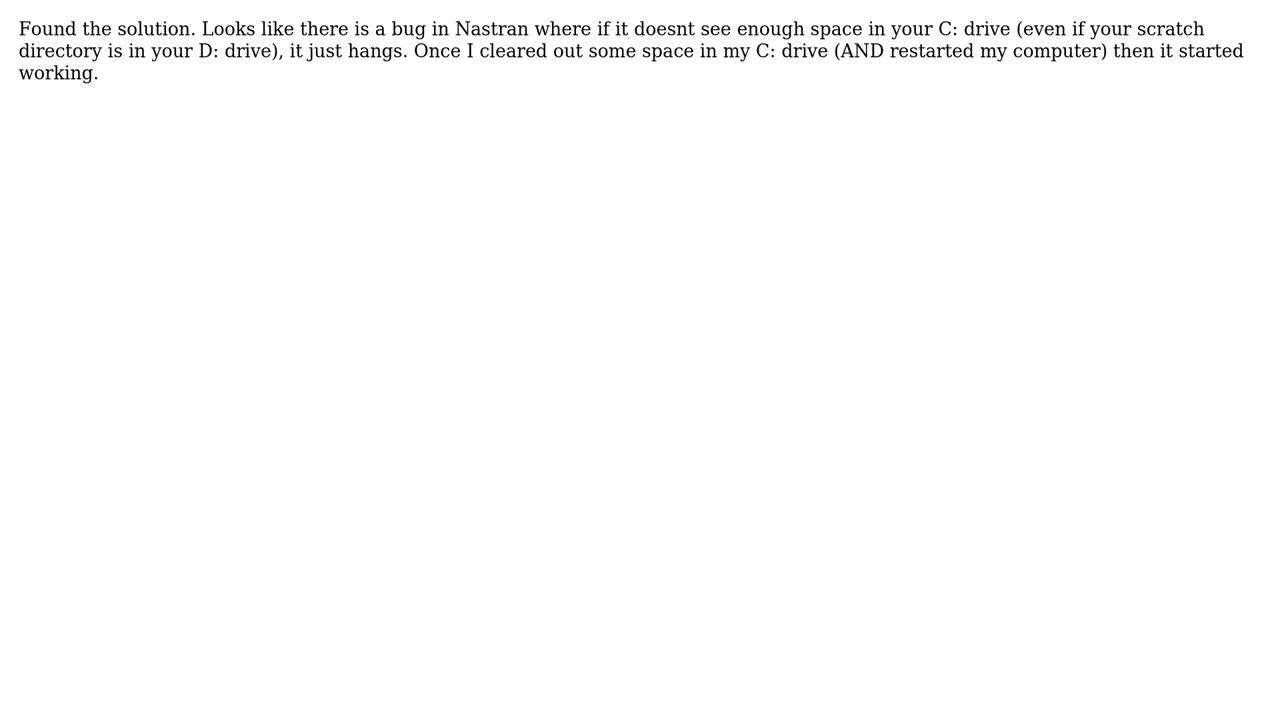 Found the solution. Looks like there is a bug in Nastran where if it doesnt see enough space in your C: drive (even if your scratch
directory is in your D: drive), it just hangs. Once I cleared out some space in my C: drive (AND restarted my computer) then it started
working.